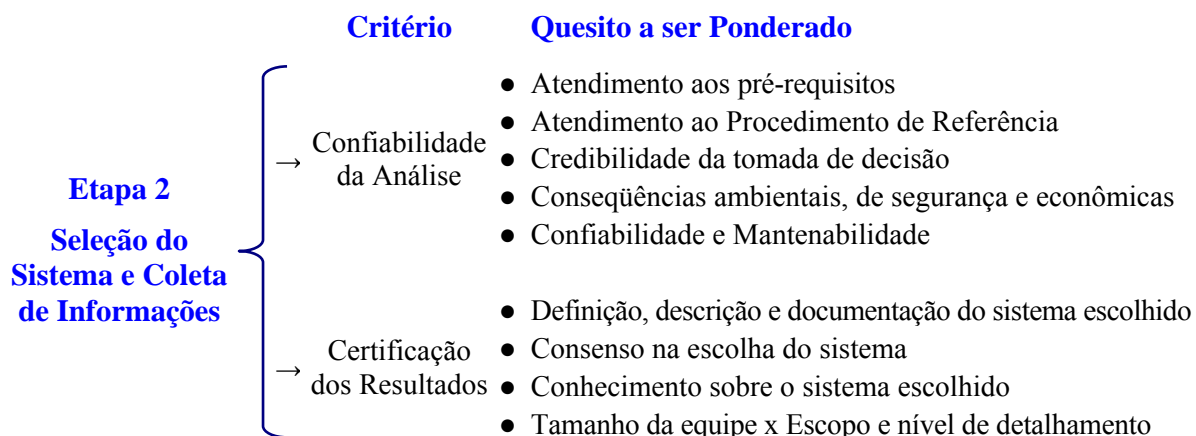 Critério Quesito a ser Ponderado
Etapa 2
Seleção do
Sistema e Coleta
de Informações
→ Confiabilidade
da Análise
● Atendimento aos pré-requisitos
● Atendimento ao Procedimento de Referência
● Credibilidade da tomada de decisão
● Conseqüências ambientais, de segurança e econômicas
● Confiabilidade e Mantenabilidade
→ Certificação
dos Resultados
● Definição, descrição e documentação do sistema escolhido
● Consenso na escolha do sistema
● Conhecimento sobre o sistema escolhido
● Tamanho da equipe x Escopo e nível de detalhamento